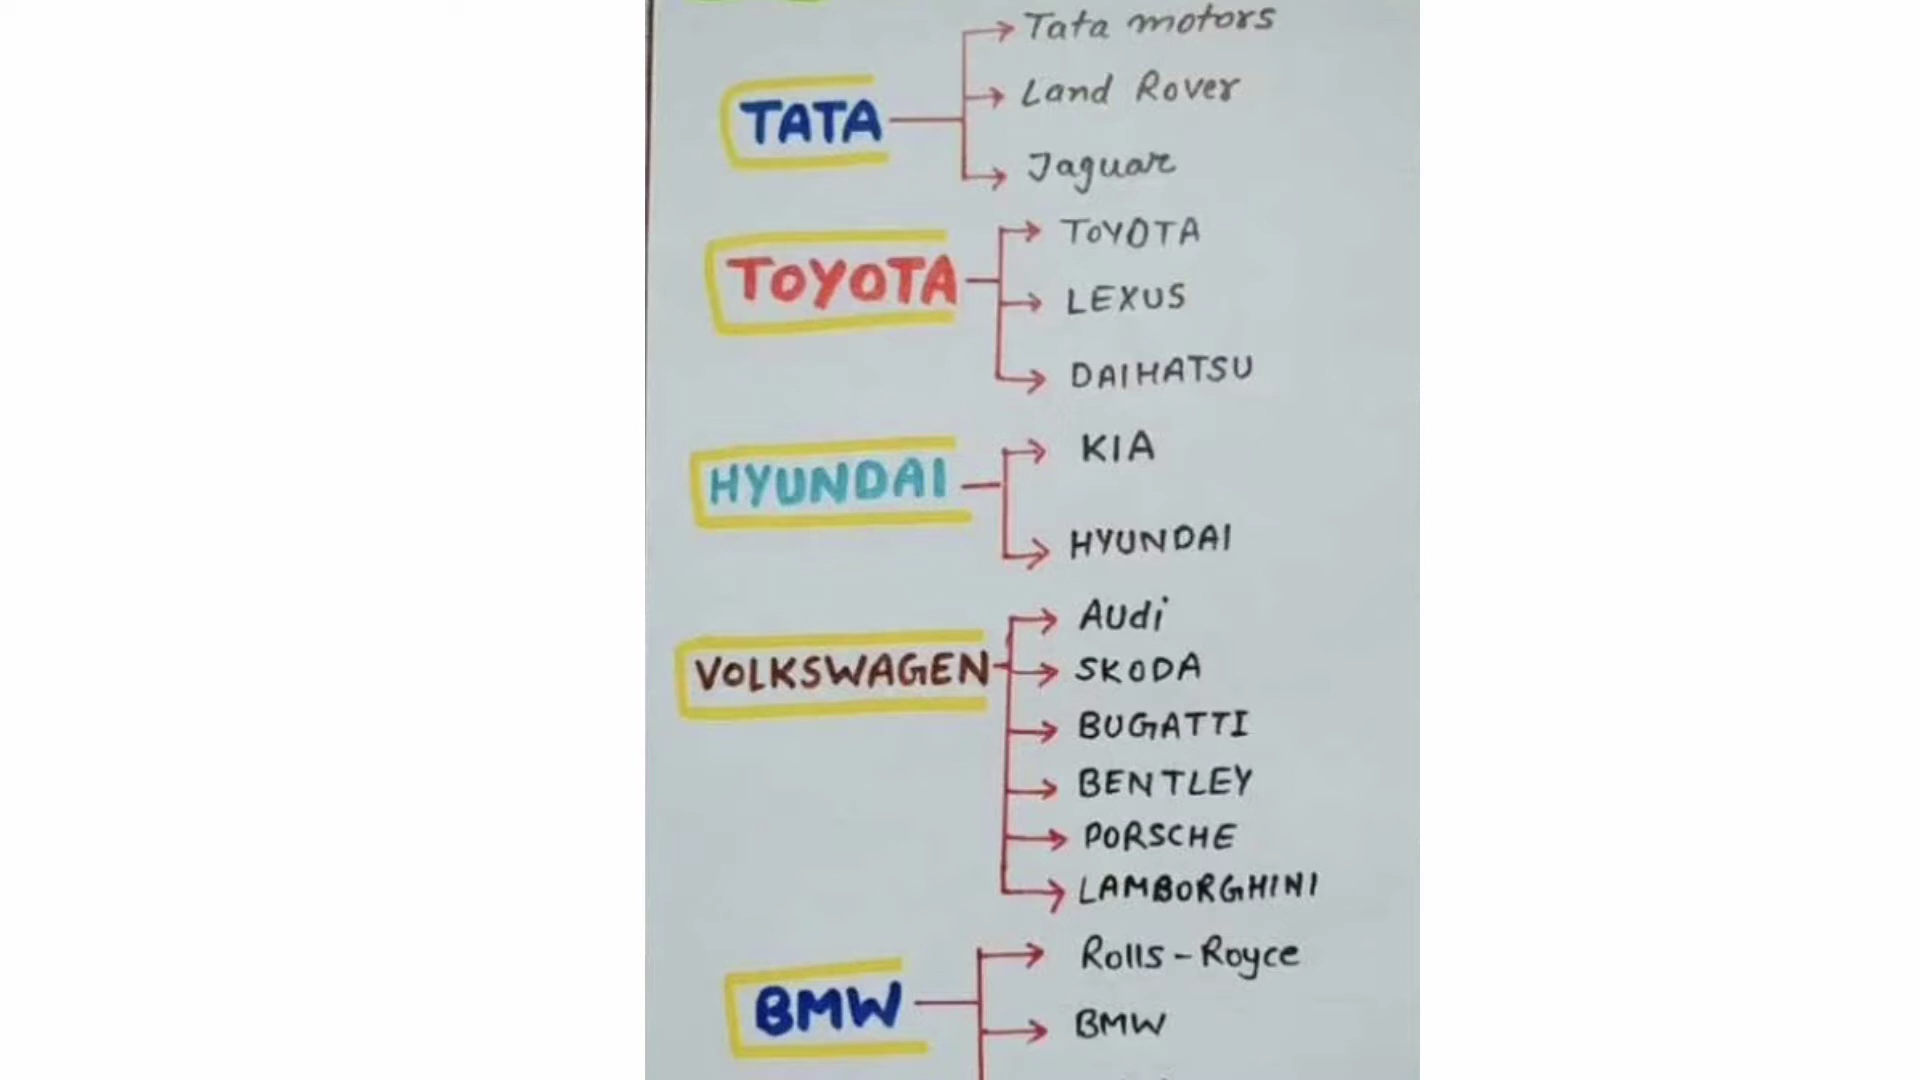 Tata motors
Land Rover
TATA
Jaguar
TOYOTA
TOYOTA
LEXUS
DAIHATSU
KIA
HYUNDAI
HYUNDAI
AUdi
VOLKSWAGEN
SKODA
BUGATTI
BENTLEY
PORSCHE
LAMBORGHINI
Rolls-Royce
BMW
BMW